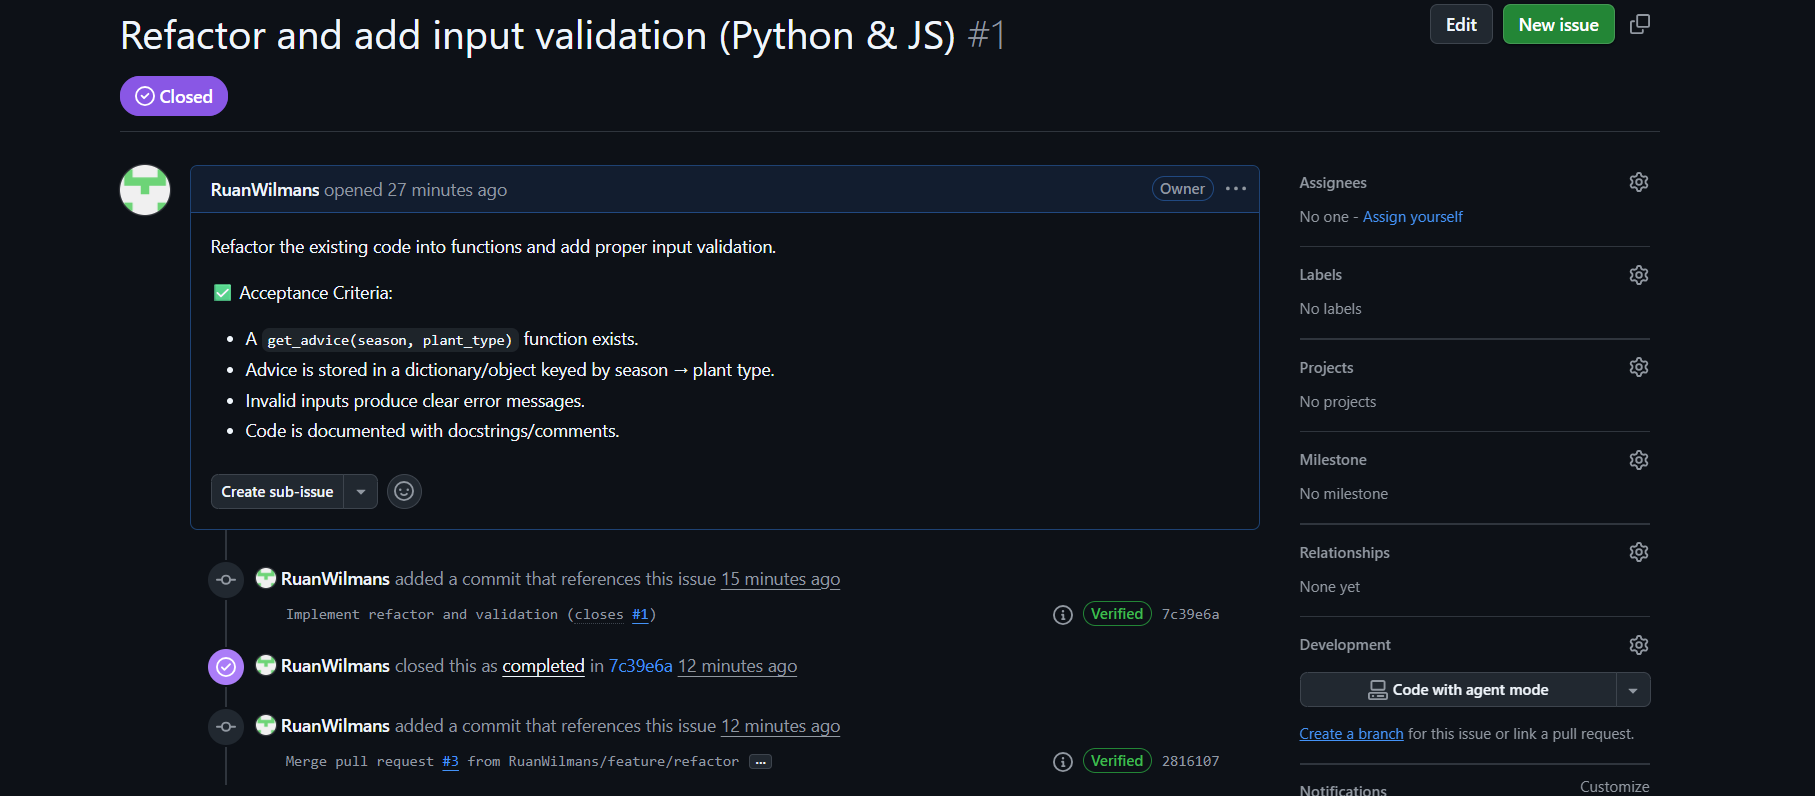 Refactor and add input validation (Python & JS) #1
Edit
New issue
Closed
RuanWilmans opened 27 minutes ago
Owner
Refactor the existing code into functions and add proper input validation.
✅ Acceptance Criteria:
• A get_advice(season, plant_type) function exists.
• Advice is stored in a dictionary/object keyed by season → plant type.
• Invalid inputs produce clear error messages.
• Code is documented with docstrings/comments.
Create sub-issue
RuanWilmans added a commit that references this issue 15 minutes ago
Implement refactor and validation (closes #1)
Verified 7c39e6a
RuanWilmans closed this as completed in 7c39e6a 12 minutes ago
RuanWilmans added a commit that references this issue 12 minutes ago
Merge pull request #3 from RuanWilmans/feature/refactor ...
Verified 2816107
Assignees
No one - Assign yourself
Labels
No labels
Projects
No projects
Milestone
No milestone
Relationships
None yet
Development
Code with agent mode
Create a branch for this issue or link a pull request.
Notifications
Customize